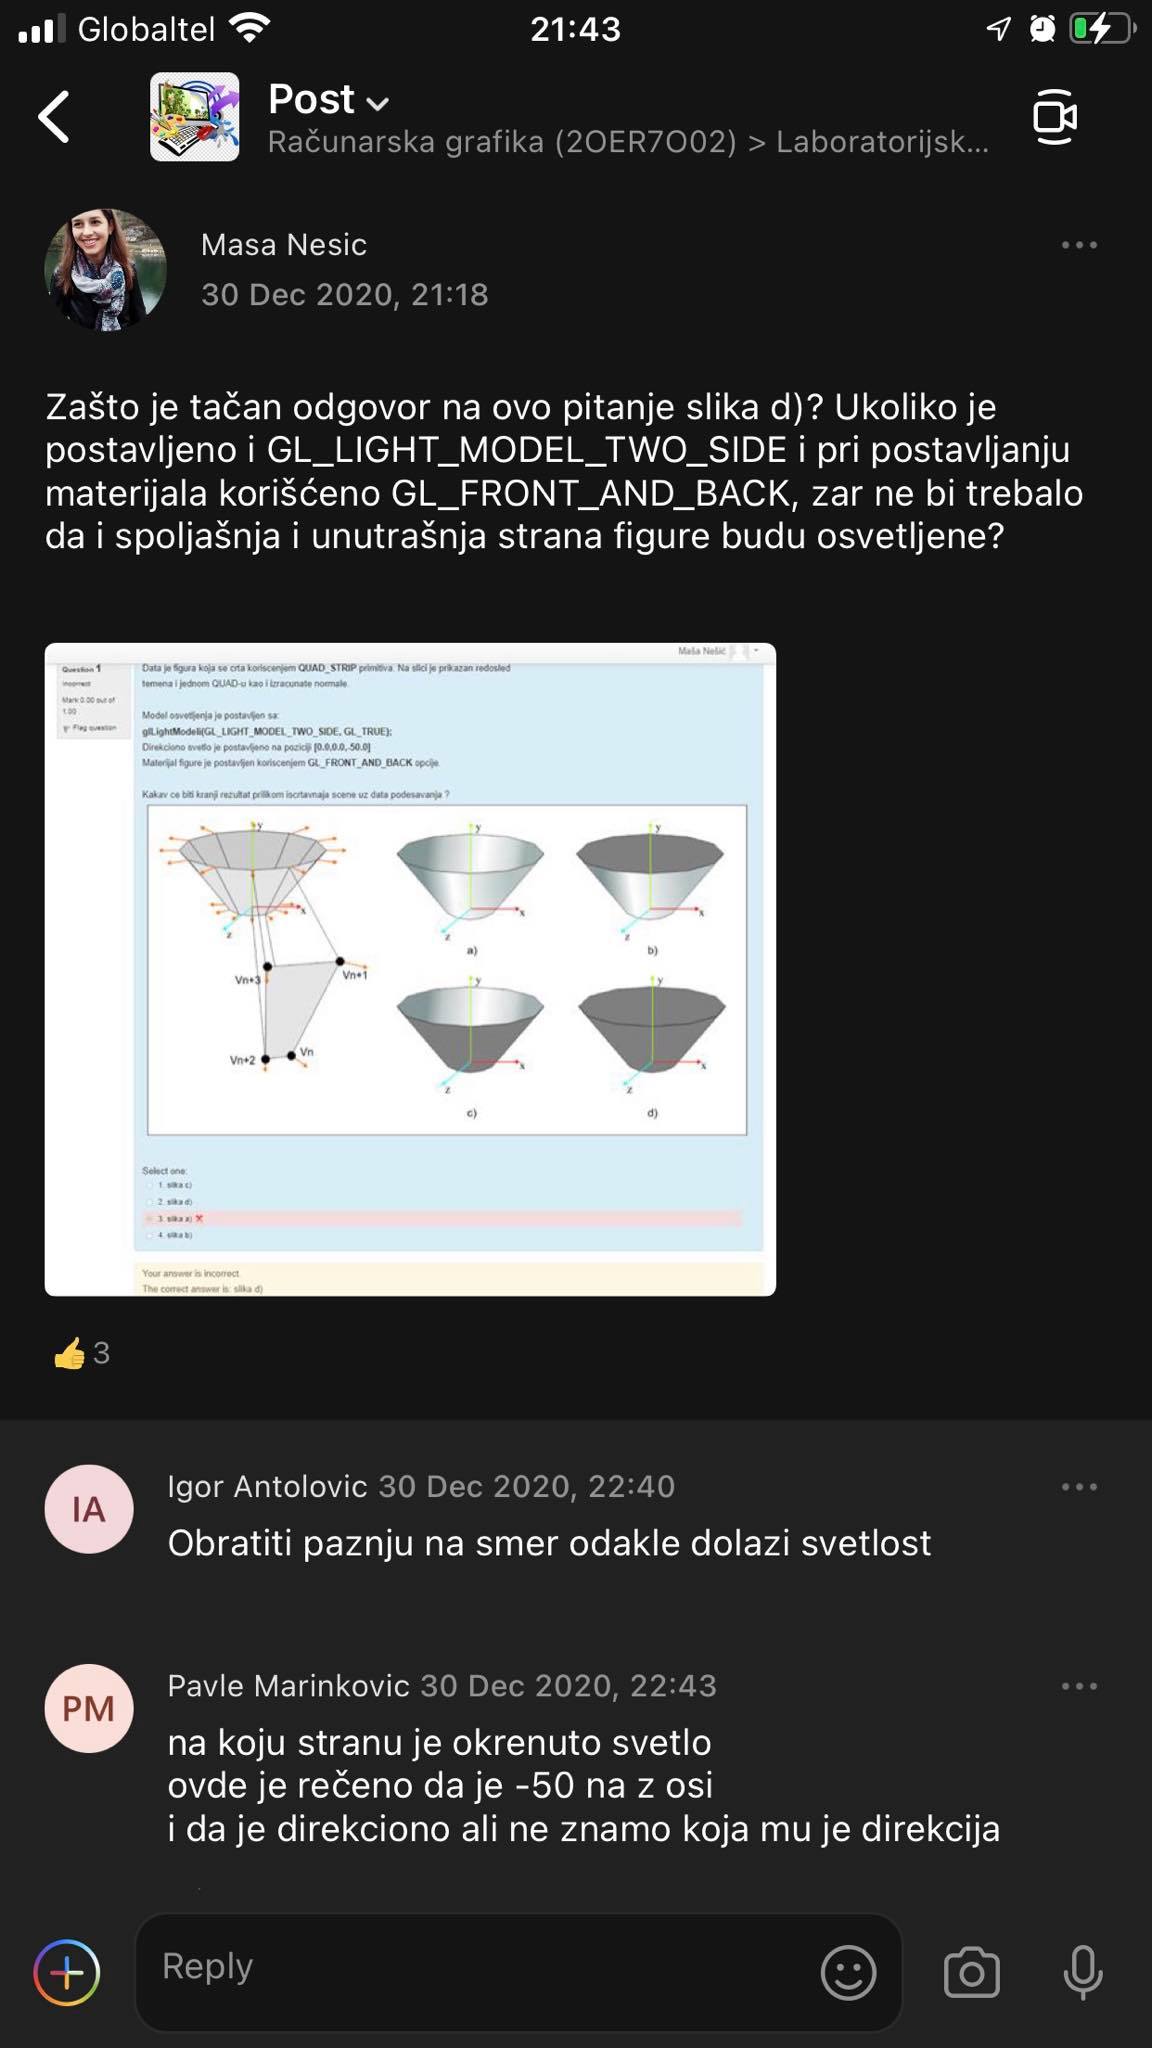 Globaltel
21:43
Post
Računarska grafika (2OER7O02) > Laboratorijsk...
Masa Nesic
30 Dec 2020, 21:18
Zašto je tačan odgovor na ovo pitanje slika d)? Ukoliko je
postavljeno i GL_LIGHT_MODEL_TWO_SIDE i pri postavljanju
materijala korišćeno GL_FRONT_AND_BACK, zar ne bi trebalo
da i spoljašnja i unutrašnja strana figure budu osvetljene?
Maša Nešić
Question 1
Incorrect
Mark 0.00 out of
1.00
Flag question
Data je figura koja se crta koriscenjem QUAD_STRIP primitiva. Na slici je prikazan redosled
temena i jednom QUAD-u kao i izracunate normale.
Model osvetljenja je postavljen sa:
glLightModeli(GL_LIGHT_MODEL_TWO_SIDE, GL_TRUE);
Direkciono svetlo je postavljeno na poziciji [0.0,0.0,-50.0]
Materijal figure je postavljen koriscenjem GL_FRONT_AND_BACK opcije.
Kakav ce biti kranji rezultat prilikom iscrtavnaja scene uz data podesavanja ?
y
x
z
Vn+3
Vn+1
Vn+2
Vn
y
x
z
a)
y
x
z
b)
y
x
z
c)
y
x
z
d)
Select one:
1. slika c)
2. slika d)
3. slika a)
4. slika b)
Your answer is incorrect.
The correct answer is: slika d)
3
IA
Igor Antolovic 30 Dec 2020, 22:40
Obratiti paznju na smer odakle dolazi svetlost
PM
Pavle Marinkovic 30 Dec 2020, 22:43
na koju stranu je okrenuto svetlo
ovde je rečeno da je -50 na z osi
i da je direkciono ali ne znamo koja mu je direkcija
Reply